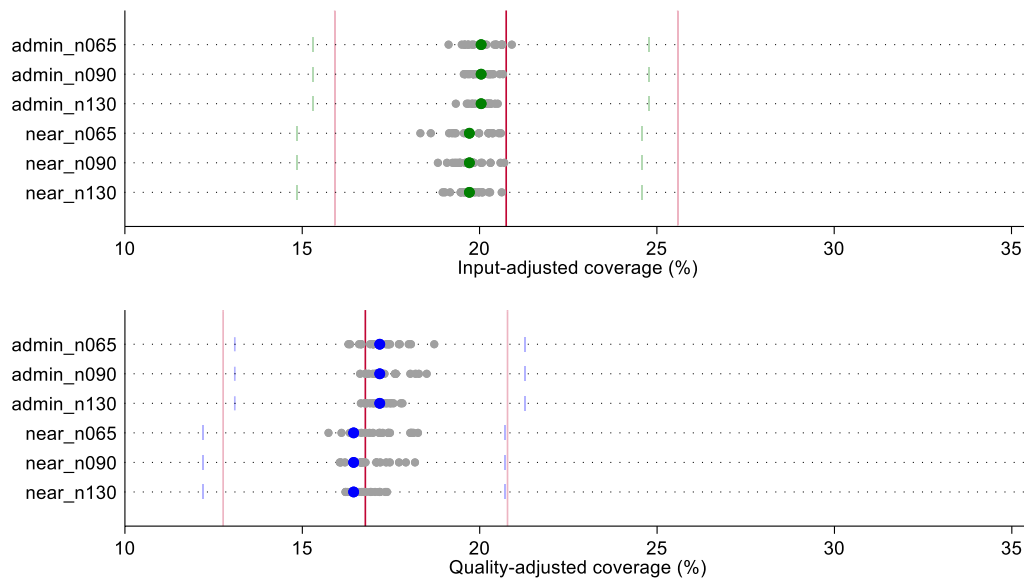 admin_n065
admin_n090
admin_n130
near_n065
near_n090
near_n130
10 15 20 25 30 35
Input-adjusted coverage (%)
admin_n065
admin_n090
admin_n130
near_n065
near_n090
near_n130
10 15 20 25 30 35
Quality-adjusted coverage (%)